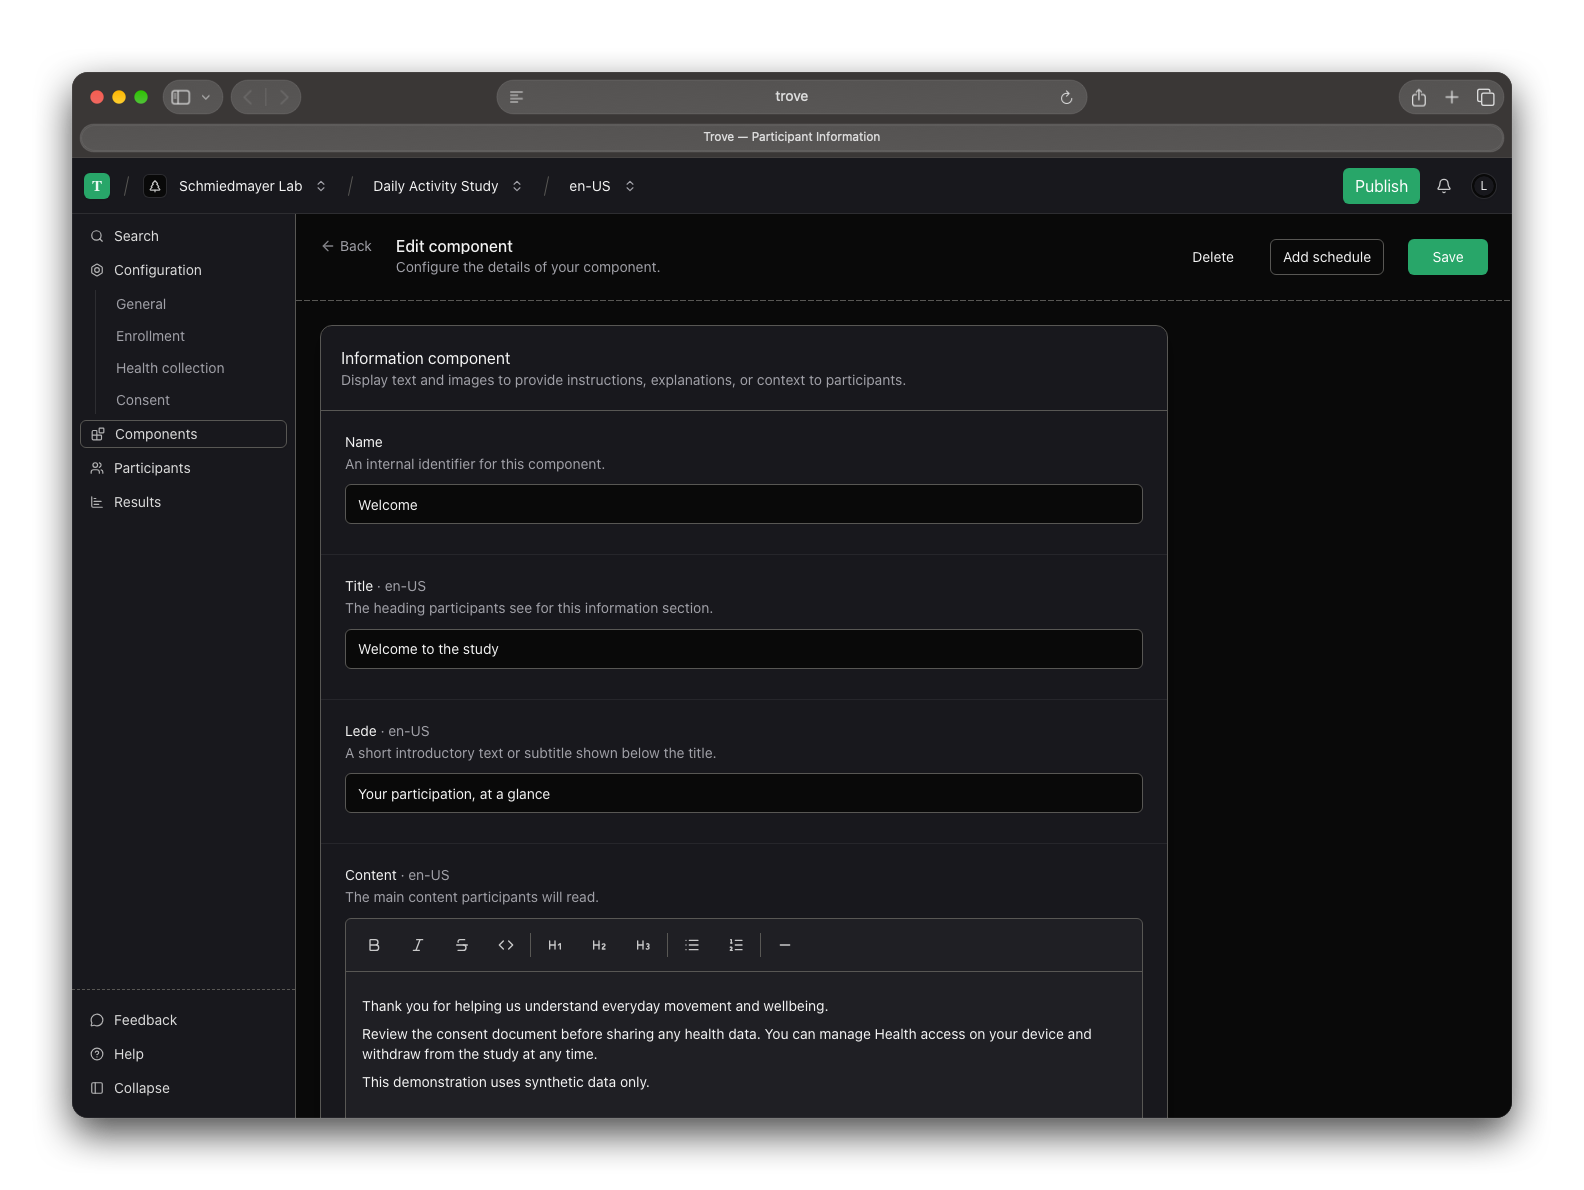 trove
Trove — Participant Information
T / Schmiedmayer Lab / Daily Activity Study / en-US
Publish
L
Search
Configuration
General
Enrollment
Health collection
Consent
Components
Participants
Results
Feedback
Help
Collapse
Back
Edit component
Configure the details of your component.
Delete
Add schedule
Save
Information component
Display text and images to provide instructions, explanations, or context to participants.
Name
An internal identifier for this component.
Welcome
Title · en-US
The heading participants see for this information section.
Welcome to the study
Lede · en-US
A short introductory text or subtitle shown below the title.
Your participation, at a glance
Content · en-US
The main content participants will read.
B I S <> H1 H2 H3
Thank you for helping us understand everyday movement and wellbeing.
Review the consent document before sharing any health data. You can manage Health access on your device and
withdraw from the study at any time.
This demonstration uses synthetic data only.